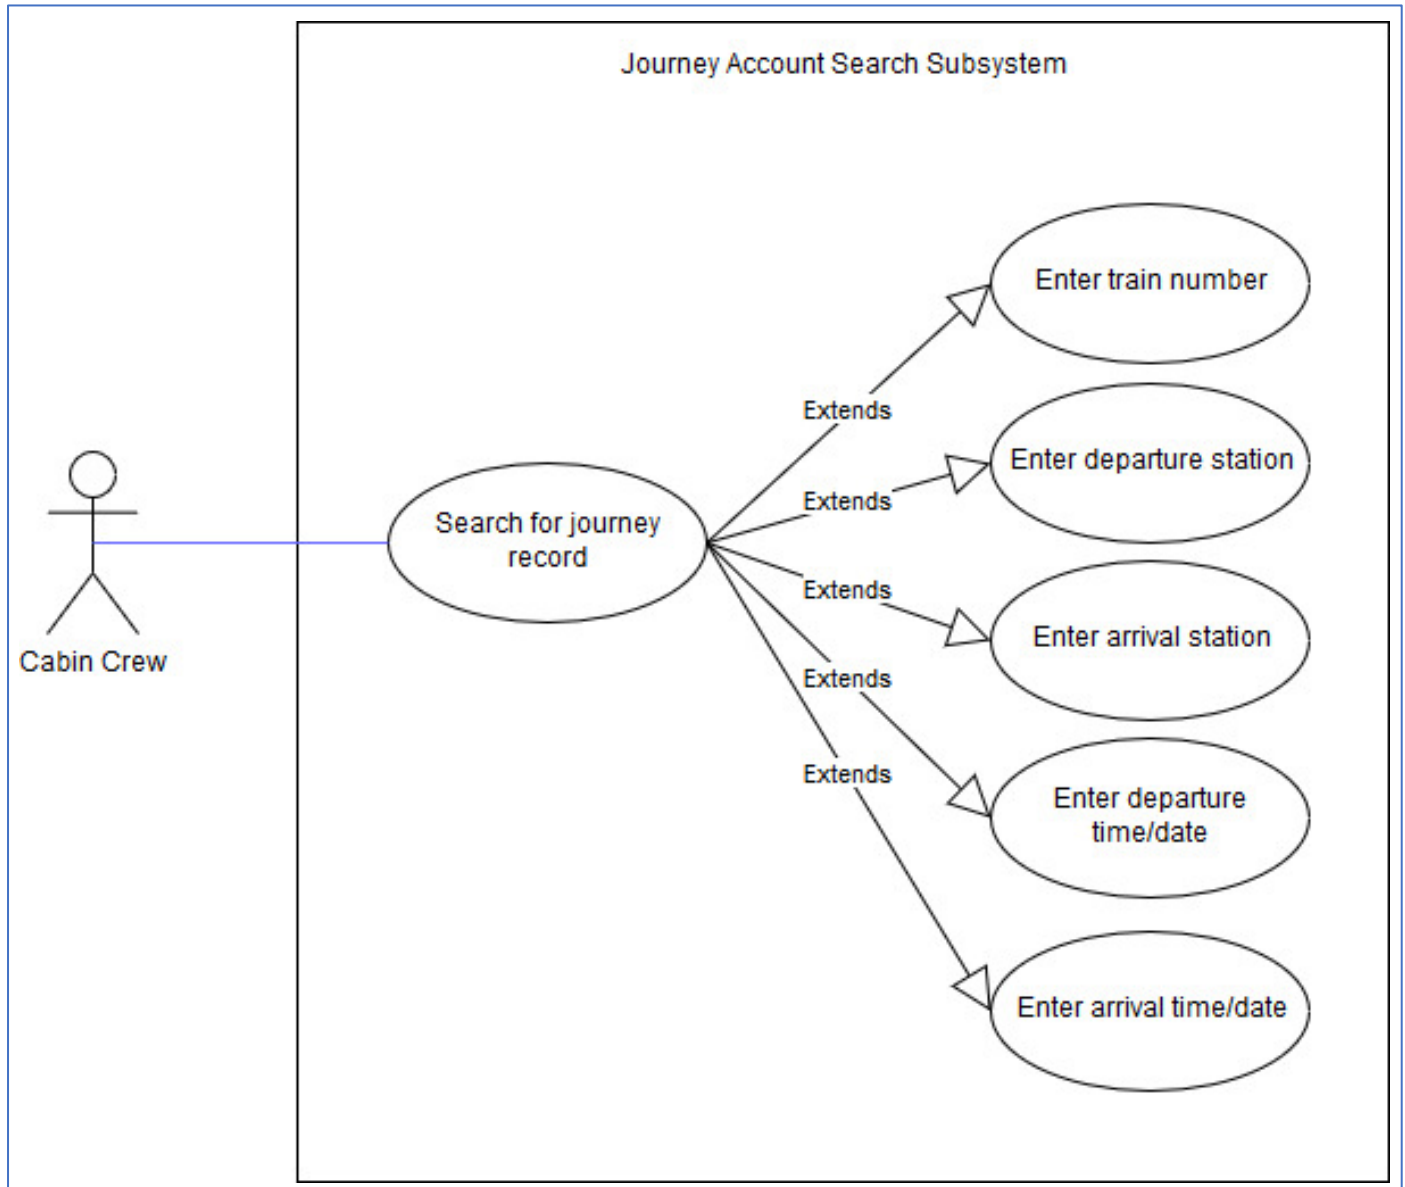 Journey Account Search Subsystem
Enter train number
Extends
Enter departure station
Extends
Search for journey
record
Extends
Enter arrival station
Cabin Crew
Extends
Extends
Enter departure
time/date
Enter arrival time/date